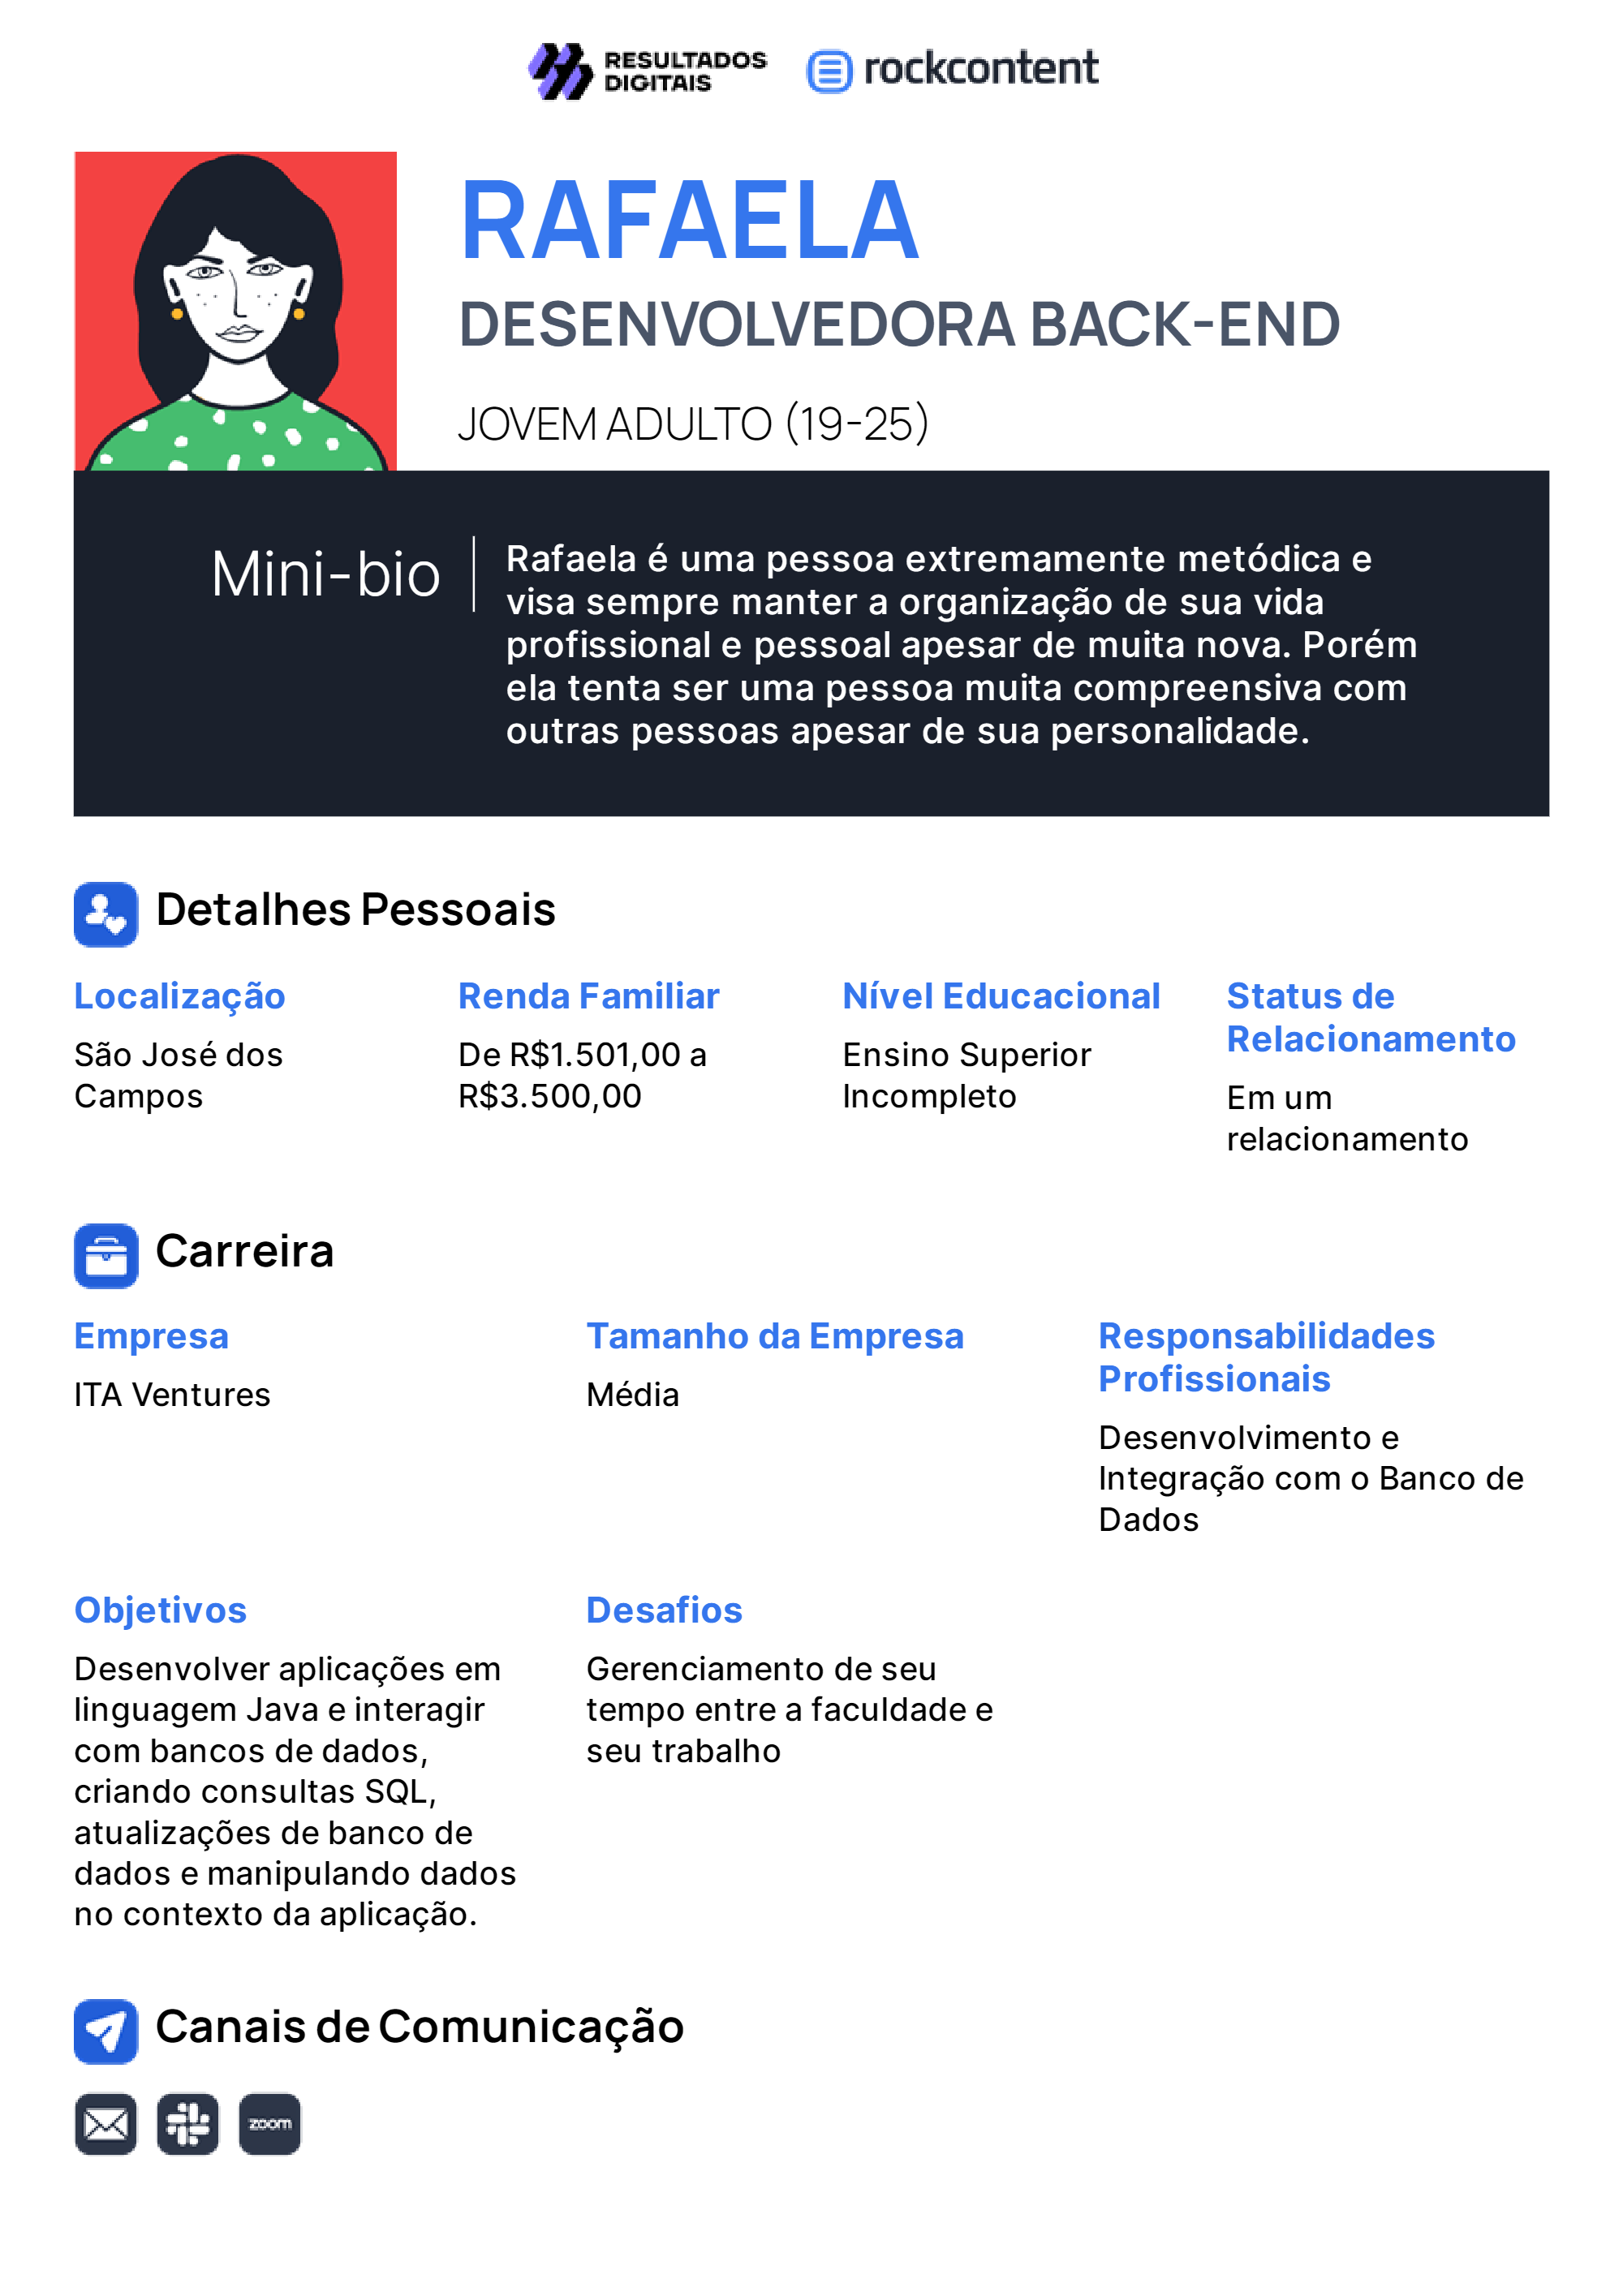 RESULTADOS
DIGITAIS
rockcontent
RAFAELA
DESENVOLVEDORA BACK-END
JOVEM ADULTO (19-25)
Mini-bio
Rafaela é uma pessoa extremamente metódica e
visa sempre manter a organização de sua vida
profissional e pessoal apesar de muita nova. Porém
ela tenta ser uma pessoa muita compreensiva com
outras pessoas apesar de sua personalidade.
Detalhes Pessoais
Localização
São José dos
Campos
Renda Familiar
De R$1.501,00 a
R$3.500,00
Nível Educacional
Ensino Superior
Incompleto
Status de
Relacionamento
Em um
relacionamento
Carreira
Empresa
ITA Ventures
Tamanho da Empresa
Média
Responsabilidades
Profissionais
Desenvolvimento e
Integração com o Banco de
Dados
Objetivos
Desenvolver aplicações em
linguagem Java e interagir
com bancos de dados,
criando consultas SQL,
atualizações de banco de
dados e manipulando dados
no contexto da aplicação.
Desafios
Gerenciamento de seu
tempo entre a faculdade e
seu trabalho
Canais de Comunicação
zoom